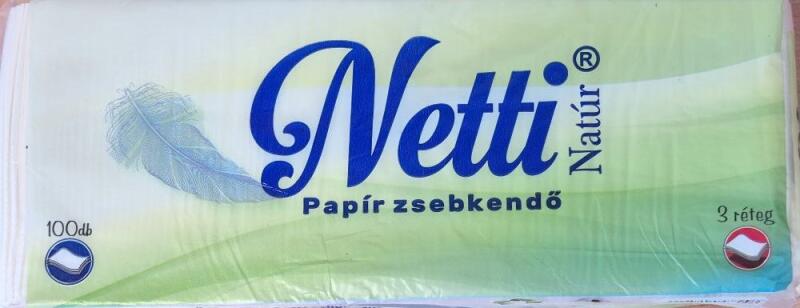 Netti®
Natúr
Papír zsebkendő
100db
3 réteg